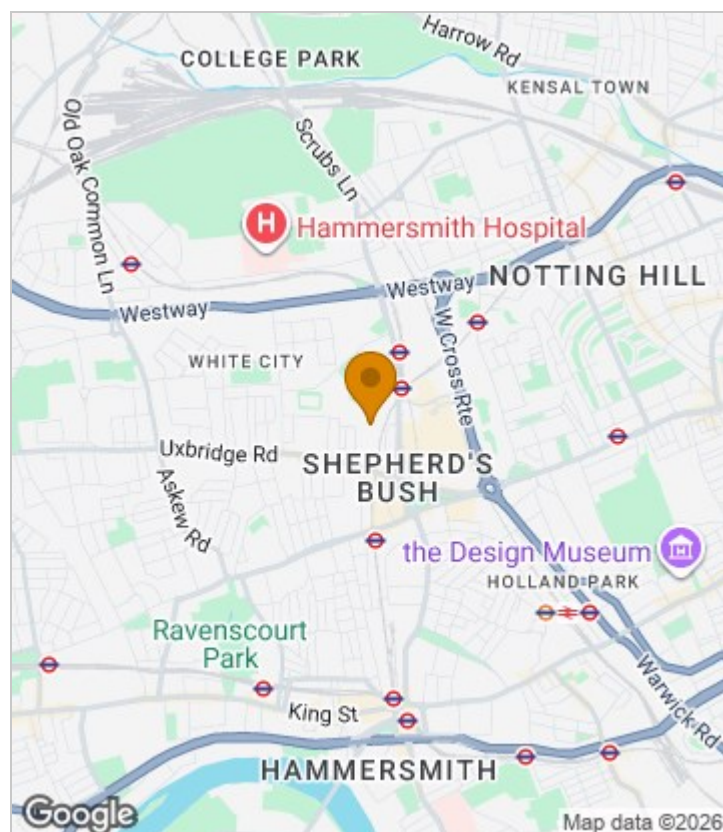 Harrow Rd
COLLEGE PARK
KENSAL TOWN
Old Oak Common Ln
Scrubs Ln
H
Hammersmith Hospital
Westway
Westway
NOTTING HILL
W Cross Rte
WHITE CITY
Uxbridge Rd
SHEPHERD'S
BUSH
Askew Rd
the Design Museum
HOLLAND PARK
Ravenscourt
Park
Warwick Rd
King St
HAMMERSMITH
Google
Map data ©2026